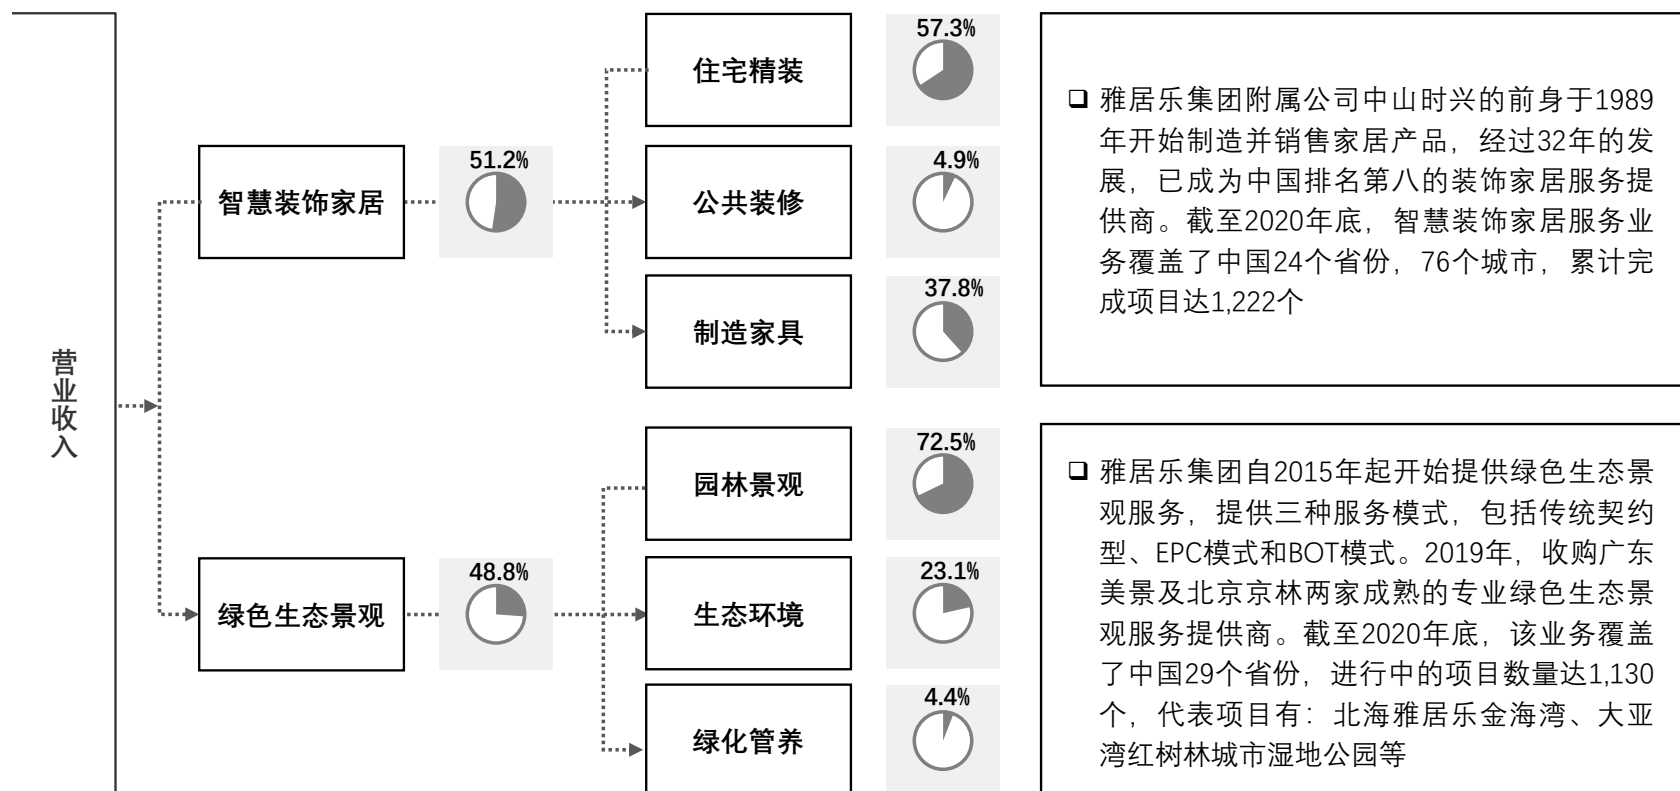 营业收入
智慧装饰家居
51.2%
住宅精装
57.3%
公共装修
4.9%
制造家具
37.8%
❑ 雅居乐集团附属公司中山时兴的前身于1989
年开始制造并销售家居产品，经过32年的发
展，已成为中国排名第八的装饰家居服务提
供商。截至2020年底，智慧装饰家居服务业
务覆盖了中国24个省份，76个城市，累计完
成项目达1,222个
绿色生态景观
48.8%
园林景观
72.5%
生态环境
23.1%
绿化管养
4.4%
❑ 雅居乐集团自2015年起开始提供绿色生态景
观服务，提供三种服务模式，包括传统契约
型、EPC模式和BOT模式。2019年，收购广东
美景及北京京林两家成熟的专业绿色生态景
观服务提供商。截至2020年底，该业务覆盖
了中国29个省份，进行中的项目数量达1,130
个，代表项目有：北海雅居乐金海湾、大亚
湾红树林城市湿地公园等